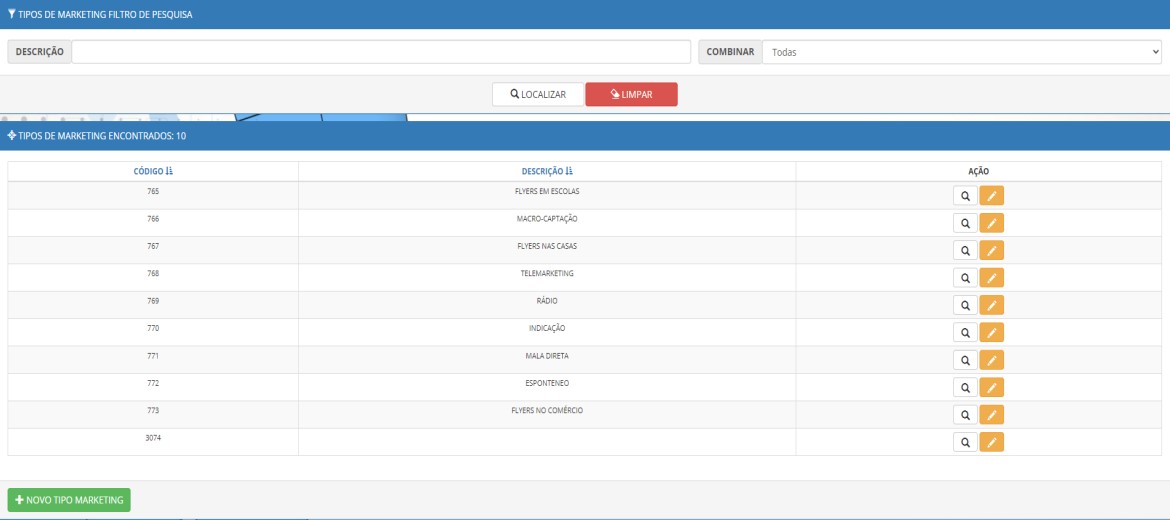 TIPOS DE MARKETING FILTRO DE PESQUISA
DESCRIÇÃO COMBINAR Todas
LOCALIZAR LIMPAR
TIPOS DE MARKETING ENCONTRADOS: 10
CÓDIGO DESCRIÇÃO AÇÃO
765 FLYERS EM ESCOLAS
766 MACRO-CAPTAÇÃO
767 FLYERS NAS CASAS
768 TELEMARKETING
769 RÁDIO
770 INDICAÇÃO
771 MALA DIRETA
772 ESPONTENEO
773 FLYERS NO COMÉRCIO
3074
NOVO TIPO MARKETING